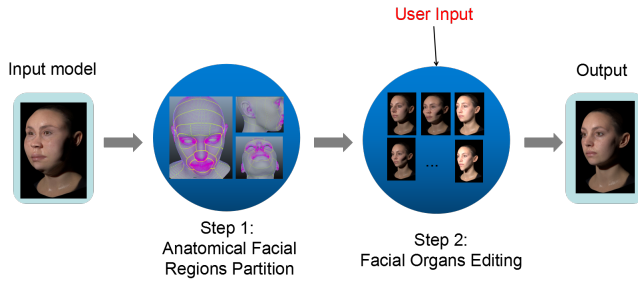 User Input
Input model
Output
...
Step 1:
Anatomical Facial
Regions Partition
Step 2:
Facial Organs Editing